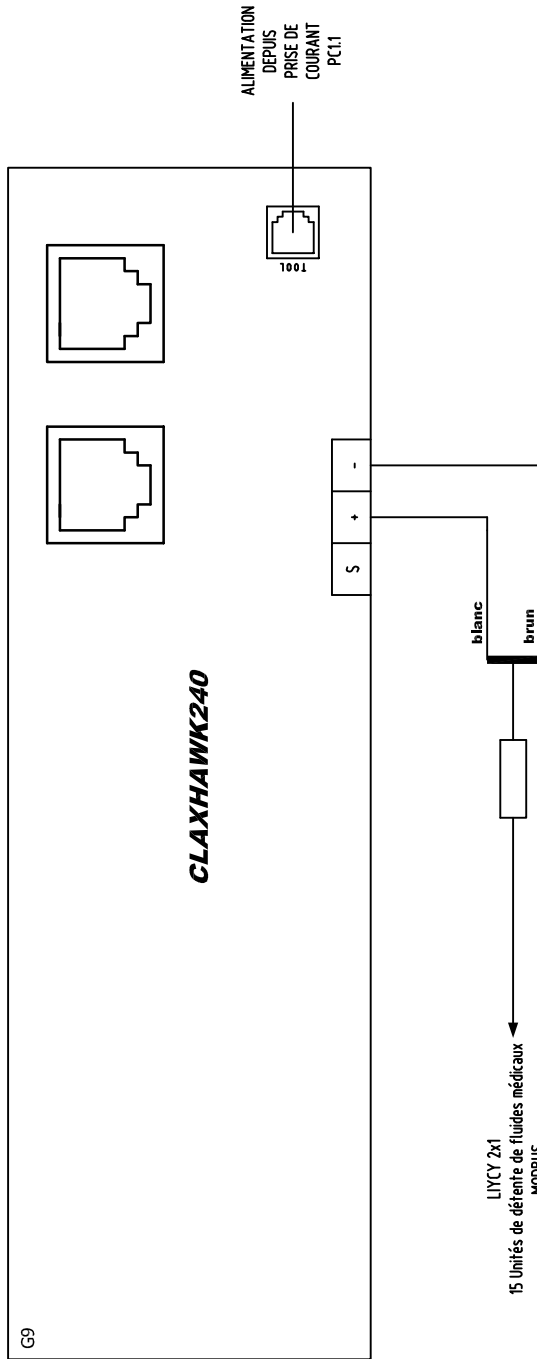 G9
CLAXHAWK240
TOOL
ALIMENTATION
DEPUIS
PRISE DE
COURANT
PC1.1
S
+
-
blanc
brun
LIYCY 2x1
15 Unités de détente de fluides médicaux
MODBUS